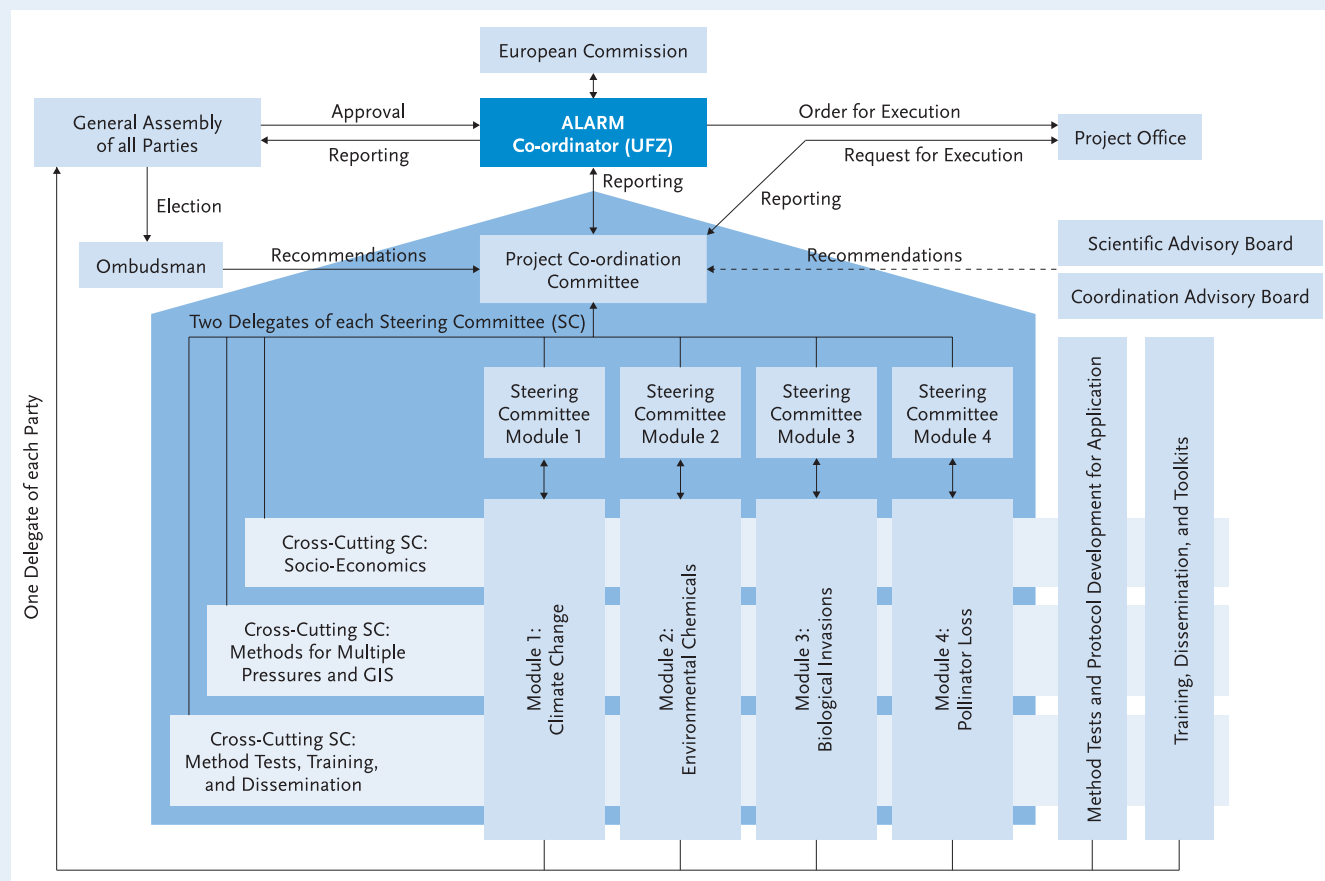 European Commission
General Assembly
of all Parties
Approval
Reporting
ALARM
Co-ordinator (UFZ)
Order for Execution
Request for Execution
Project Office
Reporting
Reporting
Election
Ombudsman
Recommendations
Project Co-ordination
Committee
Recommendations
Scientific Advisory Board
Coordination Advisory Board
Two Delegates of each Steering Committee (SC)
Steering
Committee
Module 1
Steering
Committee
Module 2
Steering
Committee
Module 3
Steering
Committee
Module 4
One Delegate of each Party
Cross-Cutting SC:
Socio-Economics
Cross-Cutting SC:
Methods for Multiple
Pressures and GIS
Cross-Cutting SC:
Method Tests, Training,
and Dissemination
Module 1:
Climate Change
Module 2:
Environmental Chemicals
Module 3:
Biological Invasions
Module 4:
Pollinator Loss
Method Tests and Protocol Development for Application
Training, Dissemination, and Toolkits